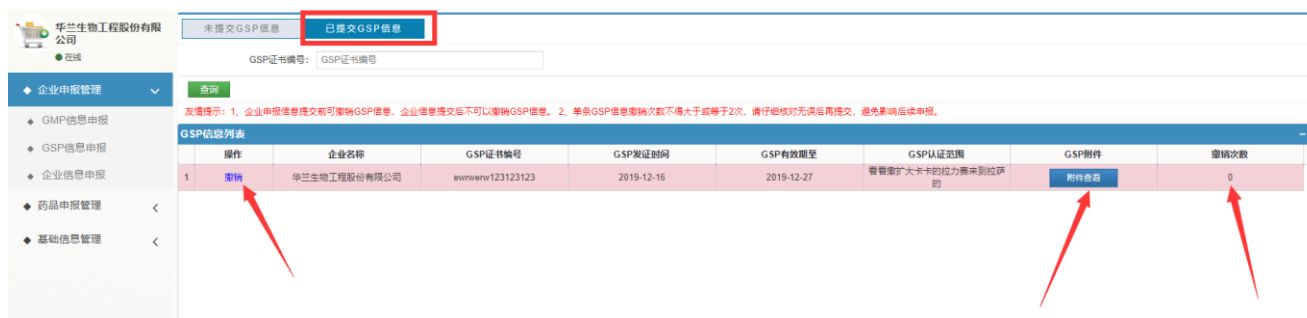 华兰生物工程股份有限
公司
在线
企业申报管理
GMP信息申报
GSP信息申报
企业信息申报
药品申报管理
基础信息管理
未提交GSP信息 已提交GSP信息
GSP证书编号: GSP证书编号
查询
友情提示：1、企业申报信息提交前可撤销GSP信息，企业信息提交后不可以撤销GSP信息。 2、单条GSP信息撤销次数不得大于或等于2次，请仔细核对无误后再提交，避免影响后续申报。
GSP信息列表
操作 企业名称 GSP证书编号 GSP发证时间 GSP有效期至 GSP认证范围 GSP附件 撤销次数
1 撤销 华兰生物工程股份有限公司 ewrwerw123123123 2019-12-16 2019-12-27 看看撒扩大卡卡的拉力赛来到拉萨的 附件查看 0